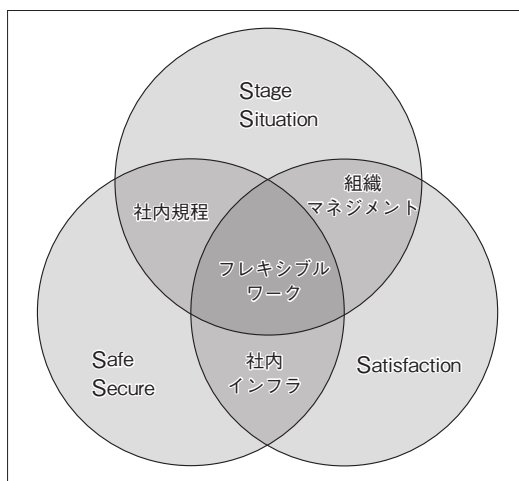 Stage
Situation
社内規程
組織
マネジメント
フレキシブル
ワーク
Safe
Secure
社内
インフラ
Satisfaction